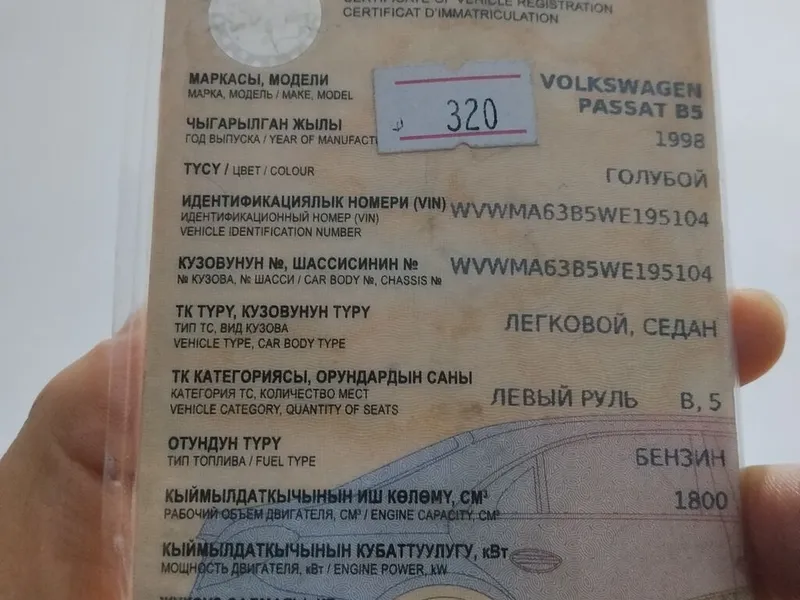 CERTIFICATE OF VEHICLE REGISTRATION
CERTIFICAT D'IMMATRICULATION
МАРКАСЫ, МОДЕЛИ
МАРКА, МОДЕЛЬ / MAKE, MODEL
VOLKSWAGEN
PASSAT B5
320
ЧЫГАРЫЛГАН ЖЫЛЫ
ГОД ВЫПУСКА / YEAR OF MANUFACT
1998
ТҮСҮ / ЦВЕТ / COLOUR
ГОЛУБОЙ
ИДЕНТИФИКАЦИЯЛЫК НОМЕРИ (VIN)
ИДЕНТИФИКАЦИОННЫЙ НОМЕР (VIN)
VEHICLE IDENTIFICATION NUMBER
WVWMA63B5WE195104
КУЗОВУНУН №, ШАССИСИНИН №
№ КУЗОВА, № ШАССИ / CAR BODY №, CHASSIS №
WVWMA63B5WE195104
ТК ТҮРҮ, КУЗОВУНУН ТҮРҮ
ТИП ТС, ВИД КУЗОВА
VEHICLE TYPE, CAR BODY TYPE
ЛЕГКОВОЙ, СЕДАН
ТК КАТЕГОРИЯСЫ, ОРУНДАРДЫН САНЫ
КАТЕГОРИЯ ТС, КОЛИЧЕСТВО МЕСТ
VEHICLE CATEGORY, QUANTITY OF SEATS
ЛЕВЫЙ РУЛЬ B, 5
ОТУНДУН ТҮРҮ
ТИП ТОПЛИВА / FUEL TYPE
БЕНЗИН
КЫЙМЫЛДАТКЫЧЫНЫН ИШ КӨЛӨМҮ, СМ³
РАБОЧИЙ ОБЪЕМ ДВИГАТЕЛЯ, СМ³ / ENGINE CAPACITY, CM³
1800
КЫЙМЫЛДАТКЫЧЫНЫН КУБАТТУУЛУГУ, кВт
МОЩНОСТЬ ДВИГАТЕЛЯ, кВт / ENGINE POWER, KW